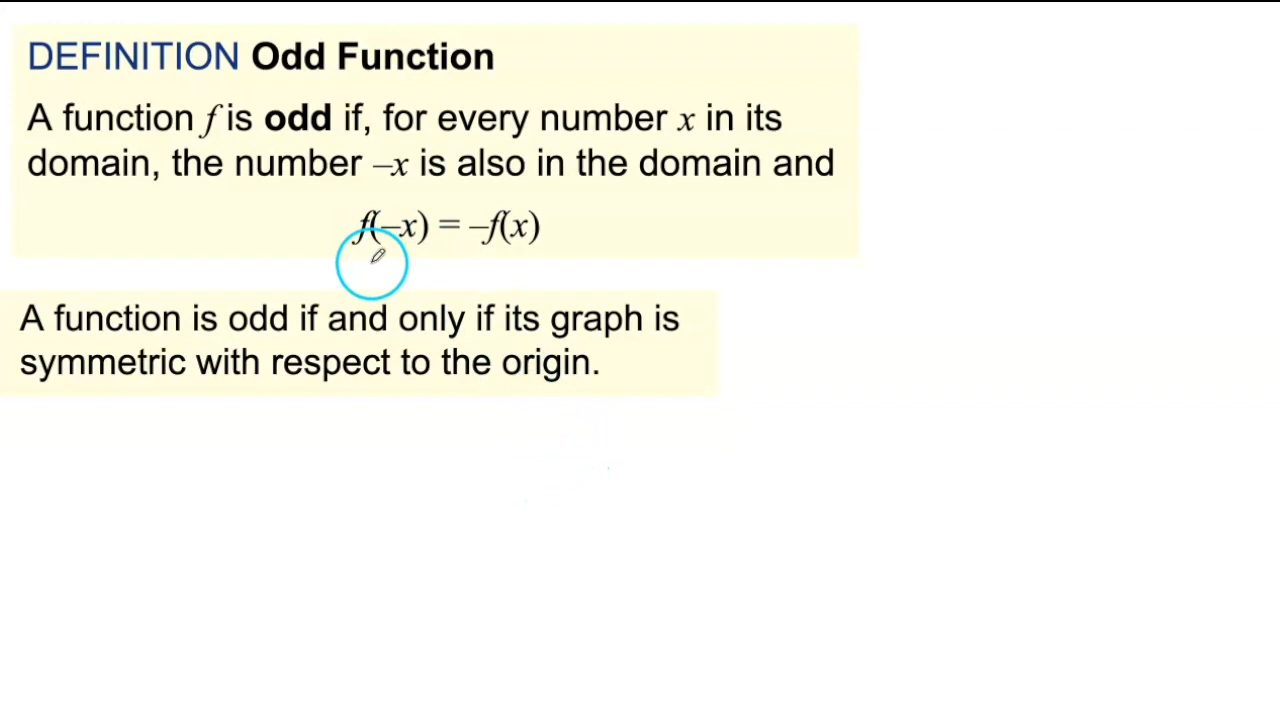 DEFINITION Odd Function
A function f is odd if, for every number x in its
domain, the number –x is also in the domain and
f(–x) = –f(x)
A function is odd if and only if its graph is
symmetric with respect to the origin.